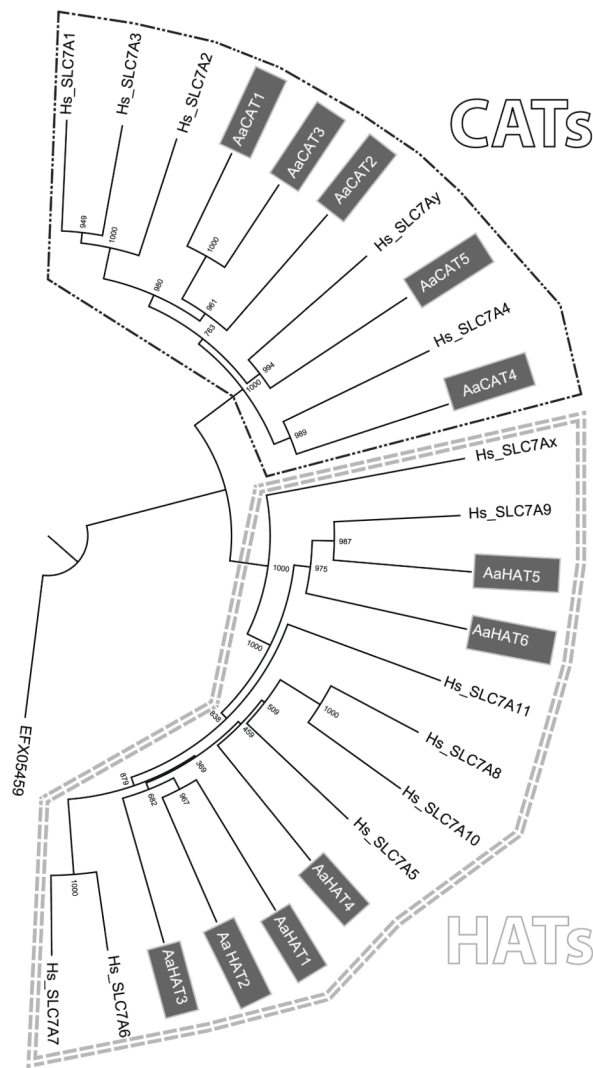 Hs_SLC7A1
Hs_SLC7A3
Hs_SLC7A2
AaCAT1
AaCAT3
AaCAT2
CATs
Hs_SLC7Ay
AaCAT5
Hs_SLC7A4
AaCAT4
949
1000
1000
980
961
763
994
1000
989
Hs_SLC7Ax
Hs_SLC7A9
987
AaHAT5
1000
975
AaHAT6
1000
Hs_SLC7A11
838
509
1000
Hs_SLC7A8
459
EFX05459
369
879
967
682
Hs_SLC7A10
Hs_SLC7A5
AaHAT4
1000
HATs
AaHAT1
Aa HAT2
AaHAT3
Hs_SLC7A6
Hs_SLC7A7